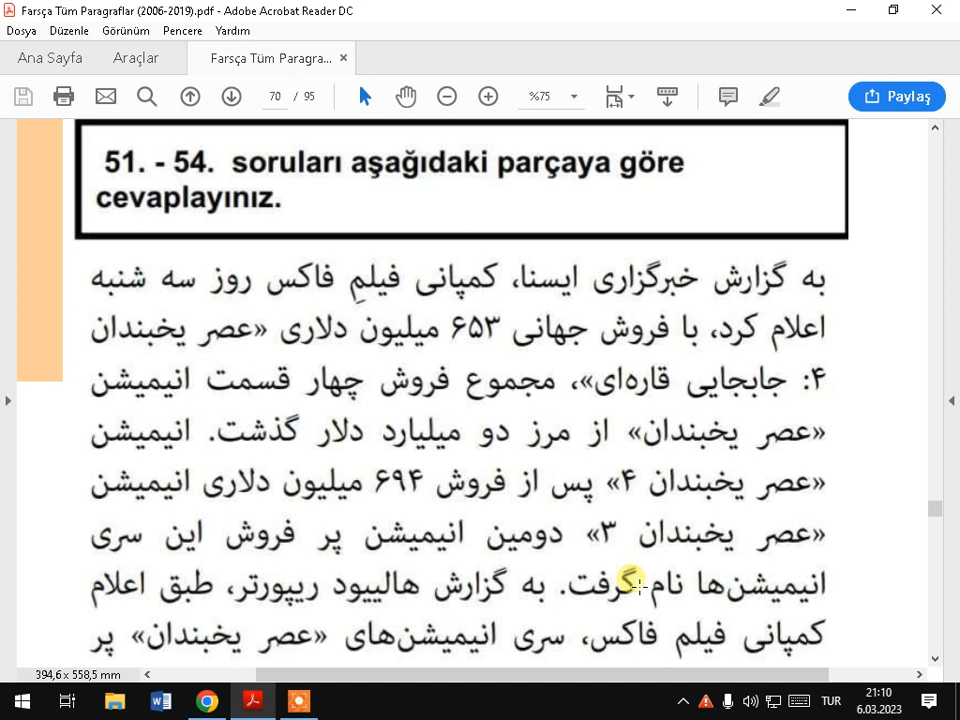 Farsça Tüm Paragraflar (2006-2019).pdf - Adobe Acrobat Reader DC
Dosya Düzenle Görünüm Pencere Yardım
Ana Sayfa Araçlar Farsça Tüm Paragra... ×
70 / 95 %75 Paylaş
51. - 54. soruları aşağıdaki parçaya göre
cevaplayınız.
به گزارش خبرگزاری ایسنا، کمپانی فیلمِ فاکس روز سه شنبه
اعلام کرد، با فروش جهانی ۶۵۳ میلیون دلاری «عصر یخبندان
۴: جابجایی قاره‌ای»، مجموع فروش چهار قسمت انیمیشن
«عصر یخبندان» از مرز دو میلیارد دلار گذشت. انیمیشن
«عصر یخبندان ۴» پس از فروش ۶۹۴ میلیون دلاری انیمیشن
«عصر یخبندان ۳» دومین انیمیشن پر فروش این سری
انیمیشن‌ها نام گرفت. به گزارش هالییود ریپورتر، طبق اعلام
کمپانی فیلم فاکس، سری انیمیشن‌های «عصر یخبندان» پر
394,6 x 558,5 mm
TUR 21:10
6.03.2023